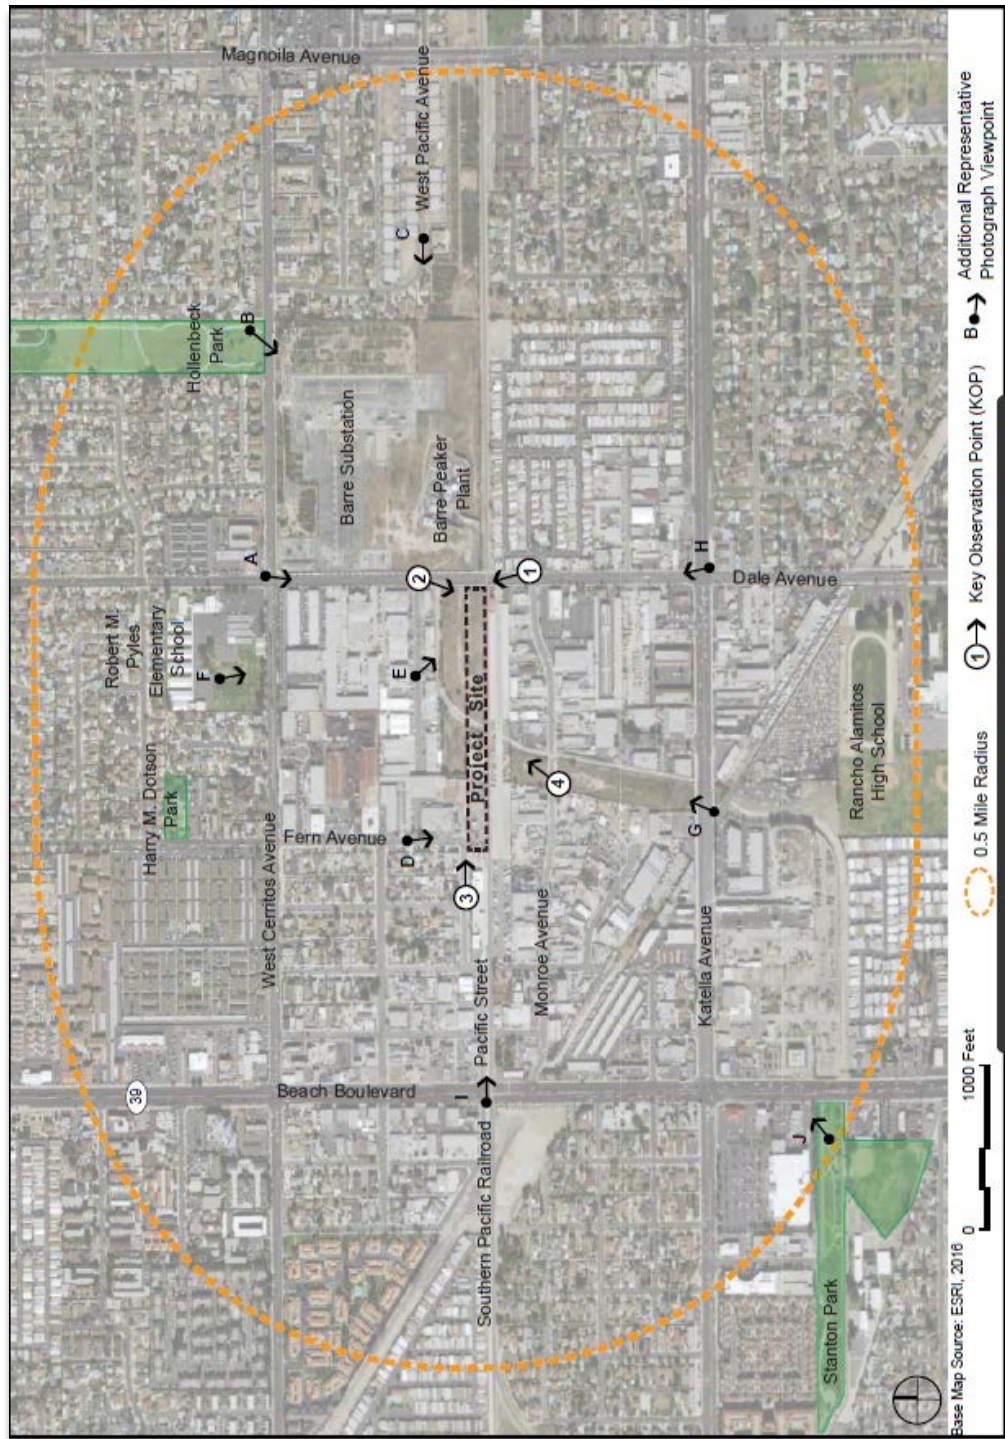 Magnoila Avenue
West Pacific Avenue
C
Hollenbeck
Park
B
Barre Substation
Barre Peaker
Plant
A
Robert M.
Pyles
Elementary
School
F
E
2
1
H
Dale Avenue
Project Site
Harry M. Dotson
Park
Fern Avenue
D
3
4
G
Rancho Alamitos
High School
West Cerritos Avenue
Pacific Street
Monroe Avenue
Katella Avenue
39
Beach Boulevard
I
Southern Pacific Railroad
J
Stanton Park
Base Map Source: ESRI, 2016
0 1000 Feet
0.5 Mile Radius
1 Key Observation Point (KOP)
B Additional Representative
Photograph Viewpoint